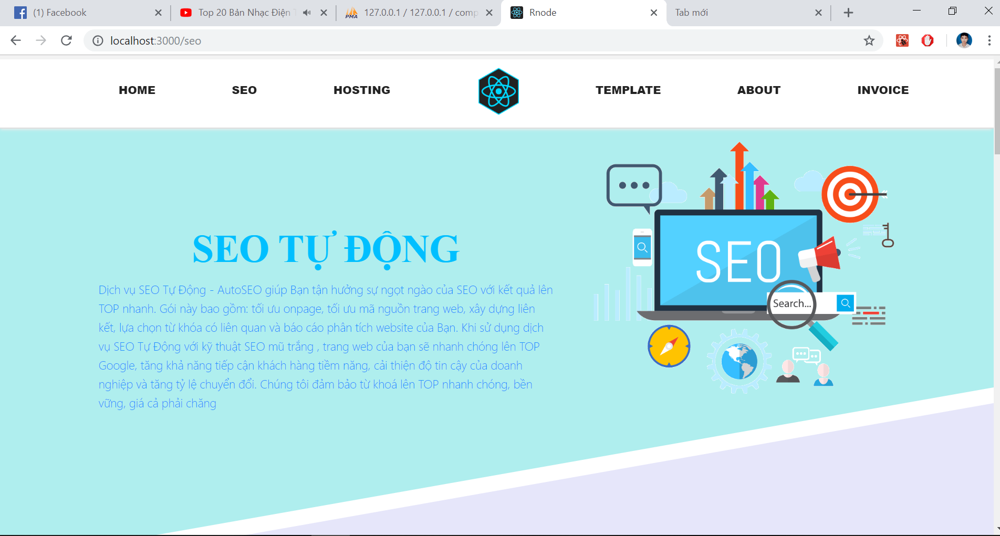 (1) Facebook
Top 20 Bản Nhạc Điện
127.0.0.1 / 127.0.0.1 / comp
Rnode
Tab mới
localhost:3000/seo
HOME
SEO
HOSTING
TEMPLATE
ABOUT
INVOICE
SEO TỰ ĐỘNG
Dịch vụ SEO Tự Động - AutoSEO giúp Bạn tận hưởng sự ngọt ngào của SEO với kết quả lên
TOP nhanh. Gói này bao gồm: tối ưu onpage, tối ưu mã nguồn trang web, xây dựng liên
kết, lựa chọn từ khóa có liên quan và báo cáo phân tích website của Bạn. Khi sử dụng dịch
vụ SEO Tự Động với kỹ thuật SEO mũ trắng , trang web của bạn sẽ nhanh chóng lên TOP
Google, tăng khả năng tiếp cận khách hàng tiềm năng, cải thiện độ tin cậy của doanh
nghiệp và tăng tỷ lệ chuyển đổi. Chúng tôi đảm bảo từ khoá lên TOP nhanh chóng, bền
vững, giá cả phải chăng
SEO
Search...
PMA